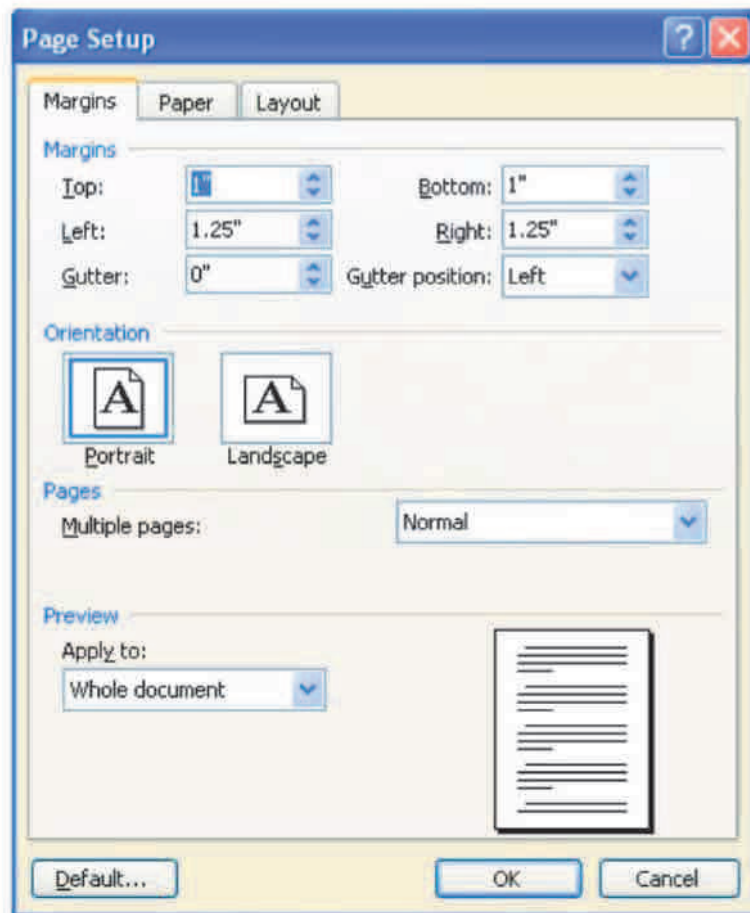 Page Setup
Margins Paper Layout
Margins
Top: 1" Bottom: 1"
Left: 1.25" Right: 1.25"
Gutter: 0" Gutter position: Left
Orientation
A A
Portrait Landscape
Pages
Multiple pages: Normal
Preview
Apply to:
Whole document
Default... OK Cancel